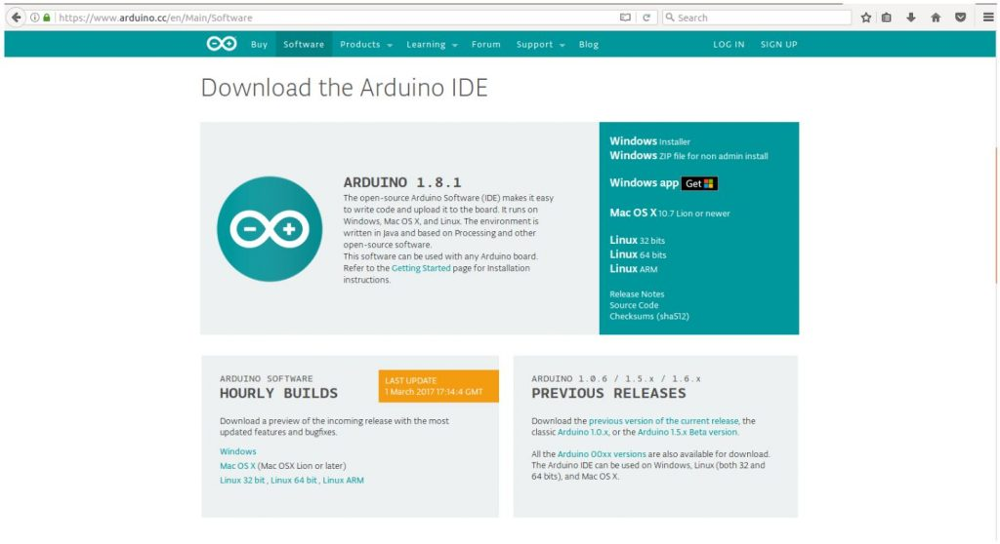 https://www.arduino.cc/en/Main/Software
Search
Buy Software Products Learning Forum Support Blog LOG IN SIGN UP
Download the Arduino IDE
ARDUINO 1.8.1
The open-source Arduino Software (IDE) makes it easy
to write code and upload it to the board. It runs on
Windows, Mac OS X, and Linux. The environment is
written in Java and based on Processing and other
open-source software.
This software can be used with any Arduino board.
Refer to the Getting Started page for Installation
instructions.
Windows Installer
Windows ZIP file for non admin install
Windows app Get
Mac OS X 10.7 Lion or newer
Linux 32 bits
Linux 64 bits
Linux ARM
Release Notes
Source Code
Checksums (sha512)
ARDUINO SOFTWARE
HOURLY BUILDS
LAST UPDATE
1 March 2017 17:14:4 GMT
Download a preview of the incoming release with the most
updated features and bugfixes.
Windows
Mac OS X (Mac OSX Lion or later)
Linux 32 bit , Linux 64 bit , Linux ARM
ARDUINO 1.0.6 / 1.5.x / 1.6.x
PREVIOUS RELEASES
Download the previous version of the current release, the
classic Arduino 1.0.x, or the Arduino 1.5.x Beta version.
All the Arduino 00xx versions are also available for download.
The Arduino IDE can be used on Windows, Linux (both 32 and
64 bits), and Mac OS X.